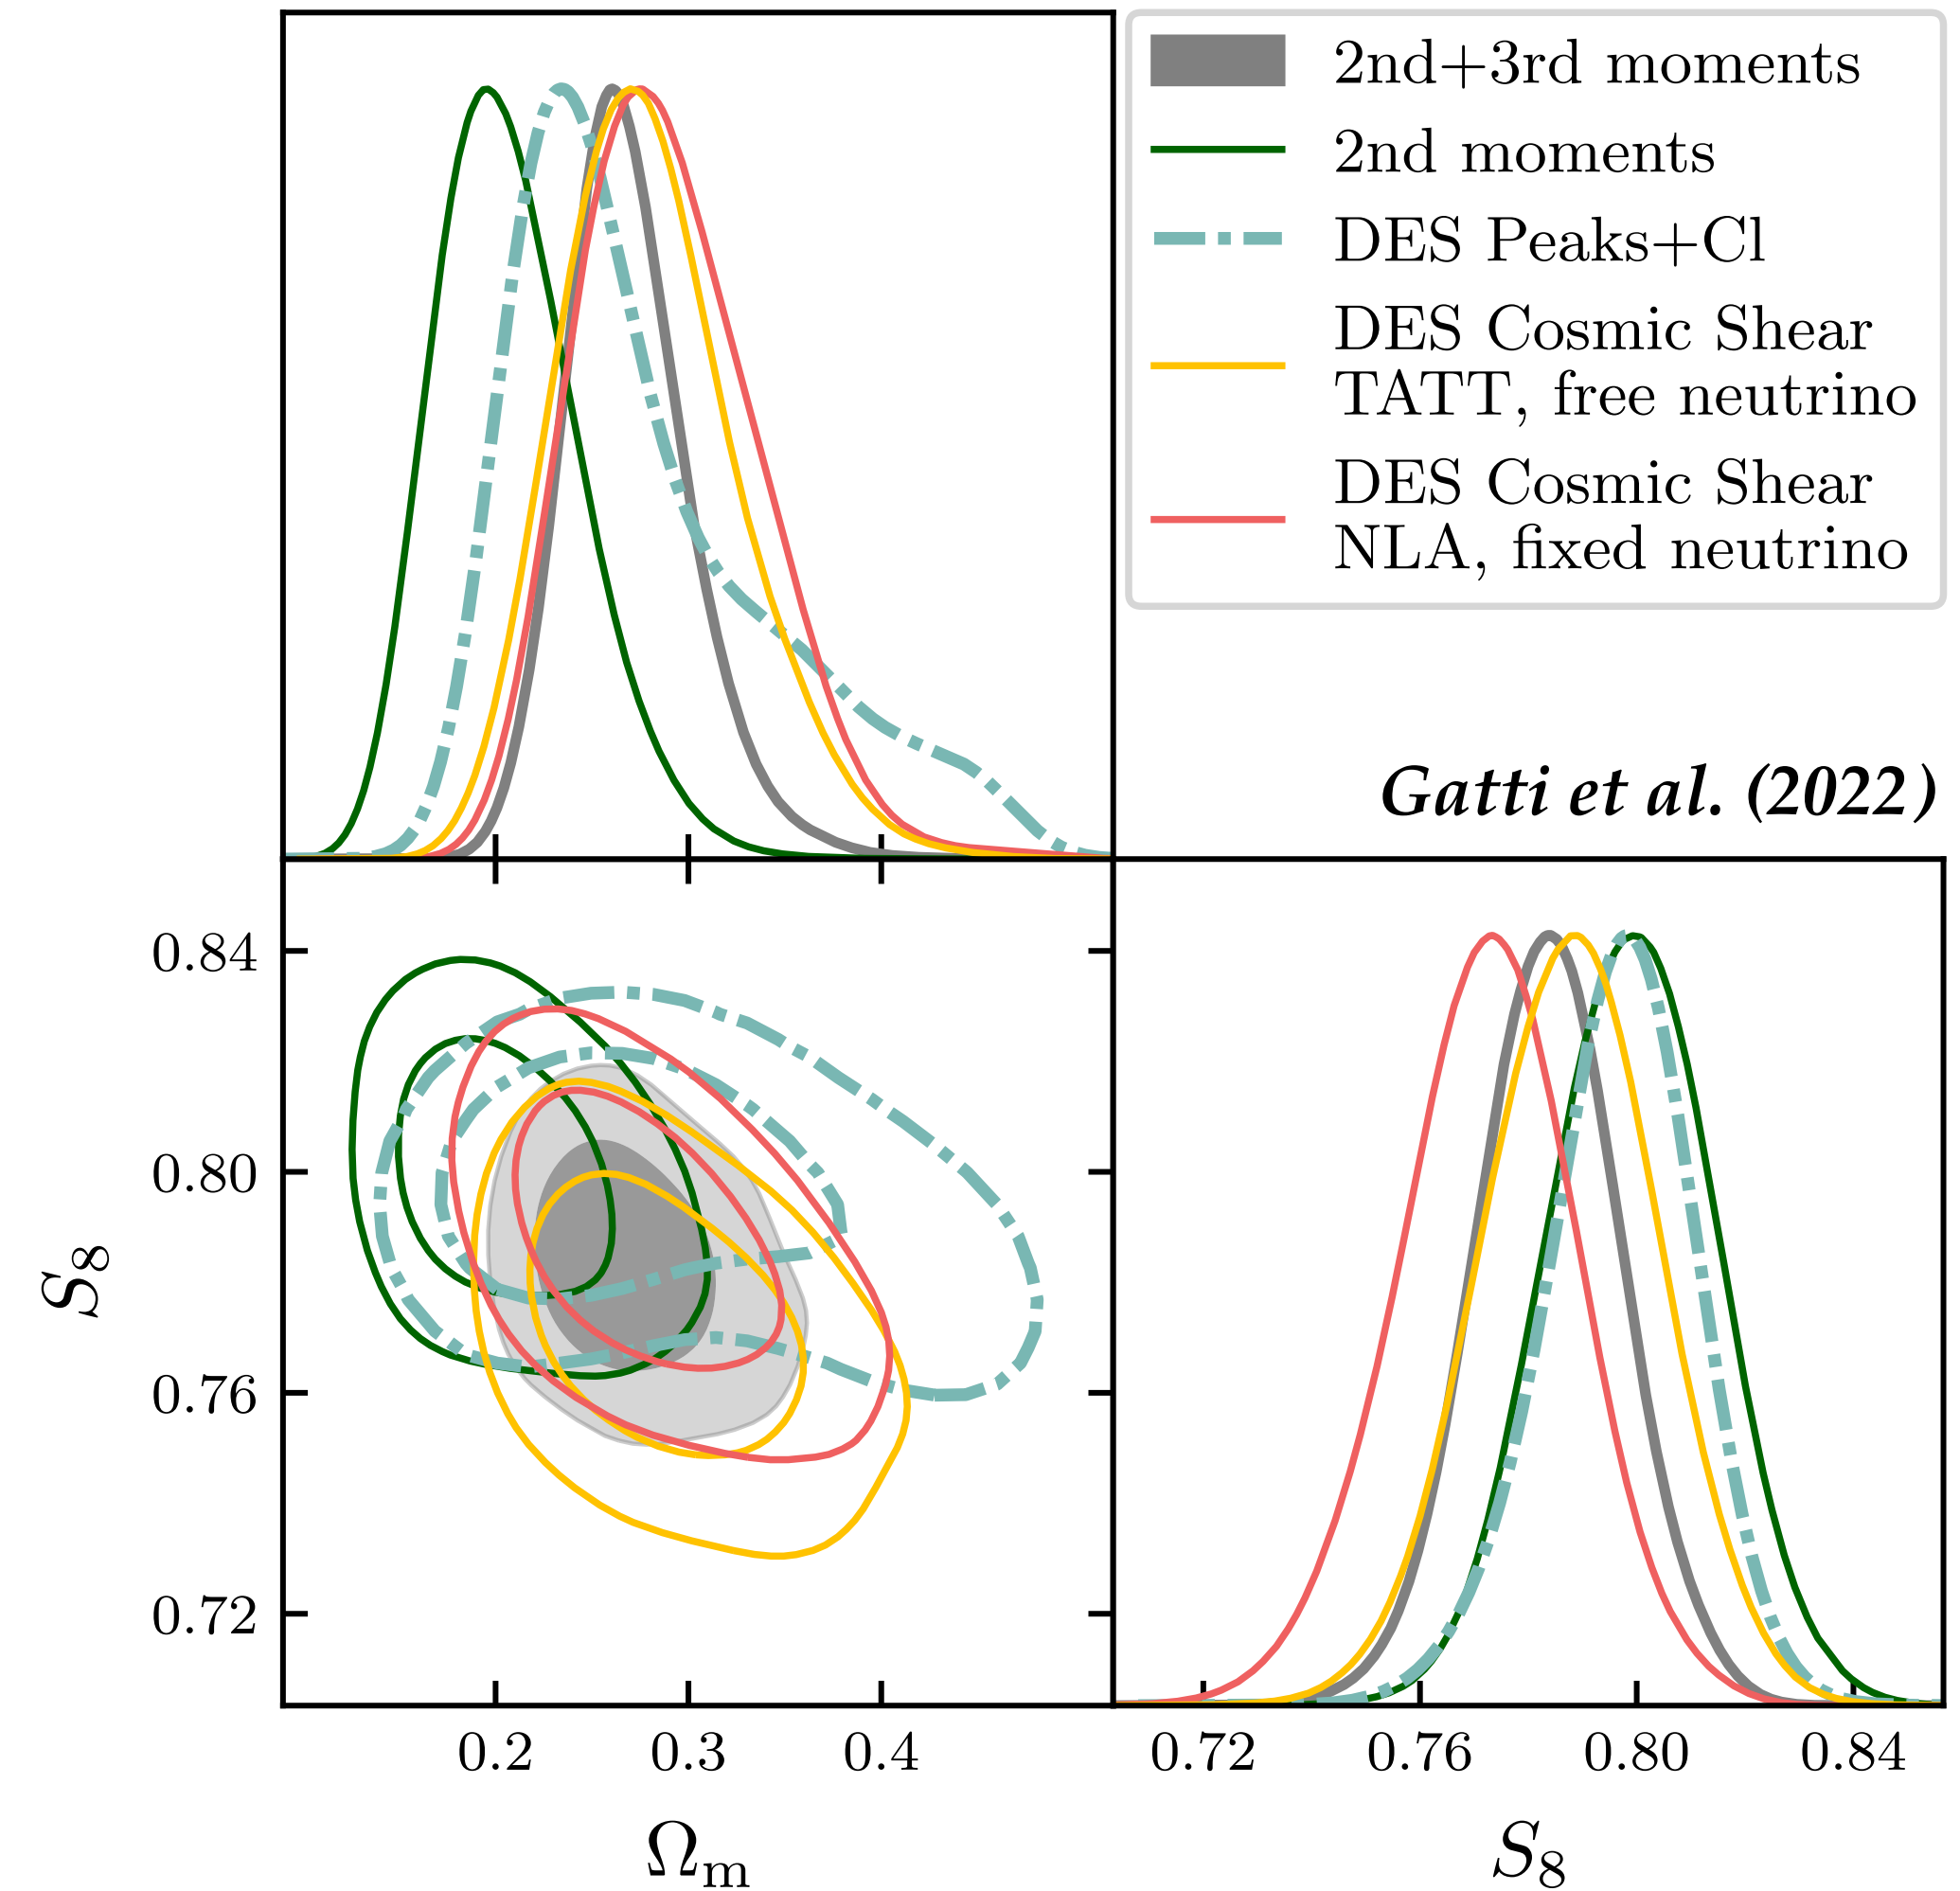 2nd+3rd moments
2nd moments
DES Peaks+Cl
DES Cosmic Shear
TATT, free neutrino
DES Cosmic Shear
NLA, fixed neutrino
Gatti et al. (2022)
0.84
0.80
0.76
0.72
S₈
0.2 0.3 0.4
0.72 0.76 0.80 0.84
Ωₘ
S₈